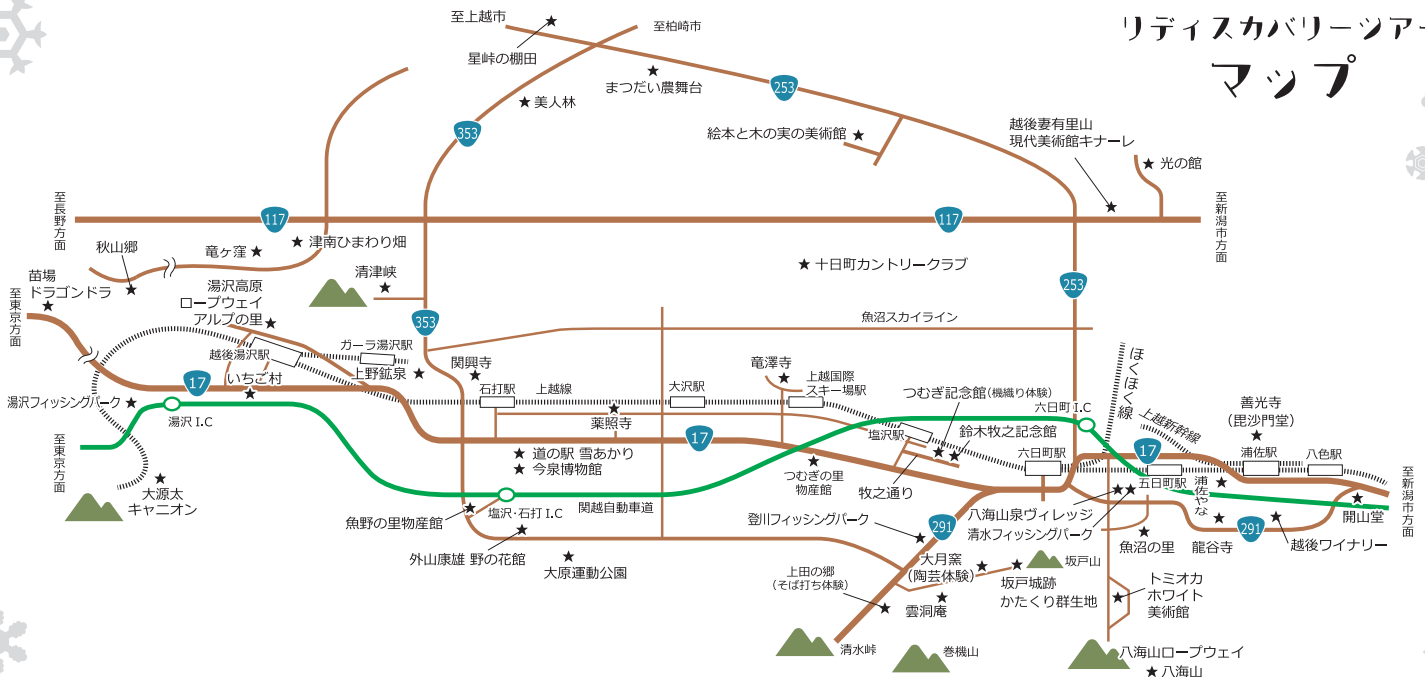 リディスカバリーツアー
マップ
至上越市
至柏崎市
星峠の棚田
まつだい農舞台
253
美人林
353
絵本と木の実の美術館
越後妻有里山
現代美術館キナーレ
光の館
至長野方面
117
117
至新潟市方面
秋山郷
竜ヶ窪
津南ひまわり畑
清津峡
十日町カントリークラブ
253
苗場
ドラゴンドラ
至東京方面
湯沢高原
ロープウェイ
アルプの里
353
魚沼スカイライン
越後湯沢駅
ガーラ湯沢駅
上野鉱泉
関興寺
竜澤寺
ほくほく線
17
いちご村
石打駅
上越線
大沢駅
上越国際
スキー場駅
つむぎ記念館(機織り体験)
六日町 I.C
上越新幹線
善光寺
(毘沙門堂)
湯沢フィッシングパーク
湯沢 I.C
薬照寺
塩沢駅
鈴木牧之記念館
至東京方面
道の駅 雪あかり
今泉博物館
17
六日町駅
17
浦佐駅
八色駅
大源太
キャニオン
つむぎの里
物産館
牧之通り
五日町駅
浦佐やな
至新潟市方面
魚野の里物産館
塩沢・石打 I.C
関越自動車道
登川フィッシングパーク
291
八海山泉ヴィレッジ
清水フィッシングパーク
開山堂
外山康雄 野の花館
大原運動公園
魚沼の里
龍谷寺
291
越後ワイナリー
上田の郷
(そば打ち体験)
大月窯
(陶芸体験)
坂戸山
坂戸城跡
かたくり群生地
雲洞庵
トミオカ
ホワイト
美術館
清水峠
巻機山
八海山ロープウェイ
八海山